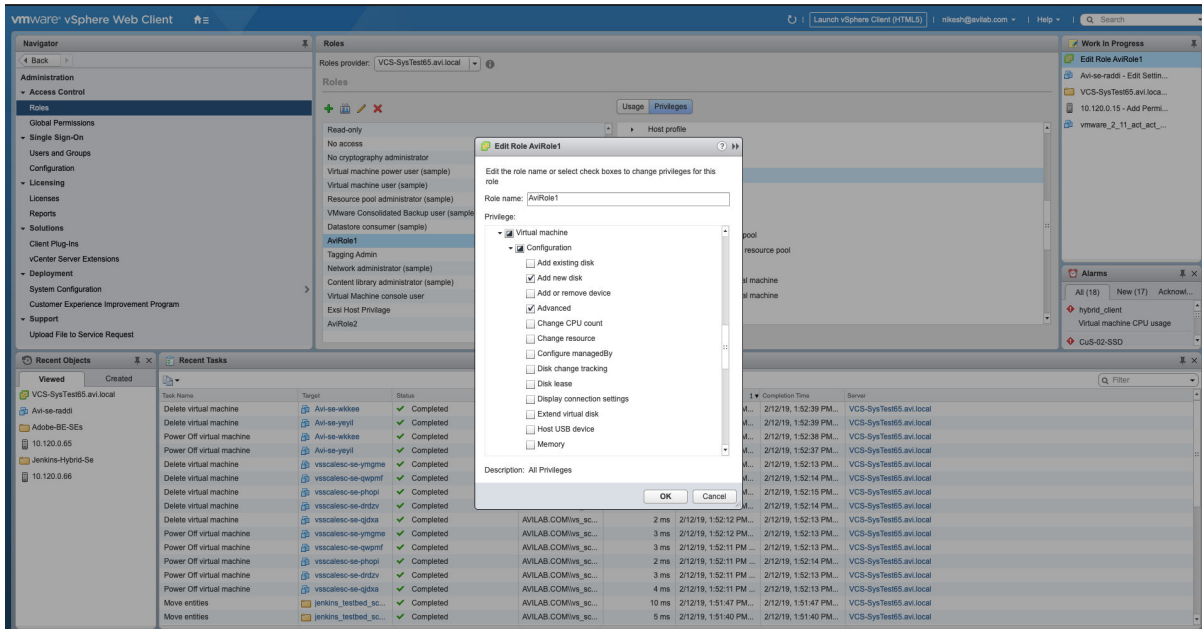 vmware® vSphere Web Client
Launch vSphere Client (HTML5) | nikesh@avilab.com | Help | Search
Navigator
Back
Administration
Access Control
Roles
Global Permissions
Single Sign-On
Users and Groups
Configuration
Licensing
Licenses
Reports
Solutions
Client Plug-Ins
vCenter Server Extensions
Deployment
System Configuration
Customer Experience Improvement Program
Support
Upload File to Service Request
Roles
Roles provider: VCS-SysTest65.avi.local
Roles
Usage Privileges
Read-only
No access
No cryptography administrator
Virtual machine power user (sample)
Virtual machine user (sample)
Resource pool administrator (sample)
VMware Consolidated Backup user (sample
Datastore consumer (sample)
AviRole1
Tagging Admin
Network administrator (sample)
Content library administrator (sample)
Virtual Machine console user
Exsi Host Privilage
AviRole2
Host profile
pool
resource pool
al machine
al machine
Edit Role AviRole1
Edit the role name or select check boxes to change privileges for this
role
Role name: AviRole1
Privilege:
Virtual machine
Configuration
Add existing disk
Add new disk
Add or remove device
Advanced
Change CPU count
Change resource
Configure managedBy
Disk change tracking
Disk lease
Display connection settings
Extend virtual disk
Host USB device
Memory
Description: All Privileges
OK Cancel
Work In Progress
Edit Role AviRole1
Avi-se-raddi - Edit Settin...
VCS-SysTest65.avi.loca...
10.120.0.15 - Add Permi...
vmware_2_11_act_act_...
Alarms
All (18) New (17) Acknowl...
hybrid_client
Virtual machine CPU usage
CuS-02-SSD
Recent Objects
Viewed Created
VCS-SysTest65.avi.local
Avi-se-raddi
Adobe-BE-SEs
10.120.0.65
Jenkins-Hybrid-Se
10.120.0.66
Recent Tasks
Filter
Task Name Target Status 1 Completion Time Server
Delete virtual machine Avi-se-wkkee Completed M... 2/12/19, 1:52:39 PM... VCS-SysTest65.avi.local
Delete virtual machine Avi-se-yeyil Completed M... 2/12/19, 1:52:39 PM... VCS-SysTest65.avi.local
Power Off virtual machine Avi-se-wkkee Completed M... 2/12/19, 1:52:38 PM... VCS-SysTest65.avi.local
Power Off virtual machine Avi-se-yeyil Completed M... 2/12/19, 1:52:37 PM... VCS-SysTest65.avi.local
Delete virtual machine vsscalesc-se-ymgme Completed M... 2/12/19, 1:52:13 PM... VCS-SysTest65.avi.local
Delete virtual machine vsscalesc-se-qwpmf Completed M... 2/12/19, 1:52:14 PM... VCS-SysTest65.avi.local
Delete virtual machine vsscalesc-se-phopi Completed M... 2/12/19, 1:52:15 PM... VCS-SysTest65.avi.local
Delete virtual machine vsscalesc-se-drdzv Completed M... 2/12/19, 1:52:14 PM... VCS-SysTest65.avi.local
Delete virtual machine vsscalesc-se-qjdxa Completed AVILAB.COM\\vs_sc... 2 ms 2/12/19, 1:52:12 PM... 2/12/19, 1:52:13 PM... VCS-SysTest65.avi.local
Power Off virtual machine vsscalesc-se-ymgme Completed AVILAB.COM\\vs_sc... 3 ms 2/12/19, 1:52:12 PM... 2/12/19, 1:52:13 PM... VCS-SysTest65.avi.local
Power Off virtual machine vsscalesc-se-qwpmf Completed AVILAB.COM\\vs_sc... 3 ms 2/12/19, 1:52:11 PM ... 2/12/19, 1:52:13 PM... VCS-SysTest65.avi.local
Power Off virtual machine vsscalesc-se-phopi Completed AVILAB.COM\\vs_sc... 2 ms 2/12/19, 1:52:11 PM ... 2/12/19, 1:52:14 PM... VCS-SysTest65.avi.local
Power Off virtual machine vsscalesc-se-drdzv Completed AVILAB.COM\\vs_sc... 3 ms 2/12/19, 1:52:11 PM ... 2/12/19, 1:52:13 PM... VCS-SysTest65.avi.local
Power Off virtual machine vsscalesc-se-qjdxa Completed AVILAB.COM\\vs_sc... 4 ms 2/12/19, 1:52:11 PM ... 2/12/19, 1:52:13 PM... VCS-SysTest65.avi.local
Move entities jenkins_testbed_sc... Completed AVILAB.COM\\vs_sc... 10 ms 2/12/19, 1:51:47 PM... 2/12/19, 1:51:47 PM... VCS-SysTest65.avi.local
Move entities jenkins_testbed_sc... Completed AVILAB.COM\\vs_sc... 5 ms 2/12/19, 1:51:40 PM... 2/12/19, 1:51:40 PM... VCS-SysTest65.avi.local